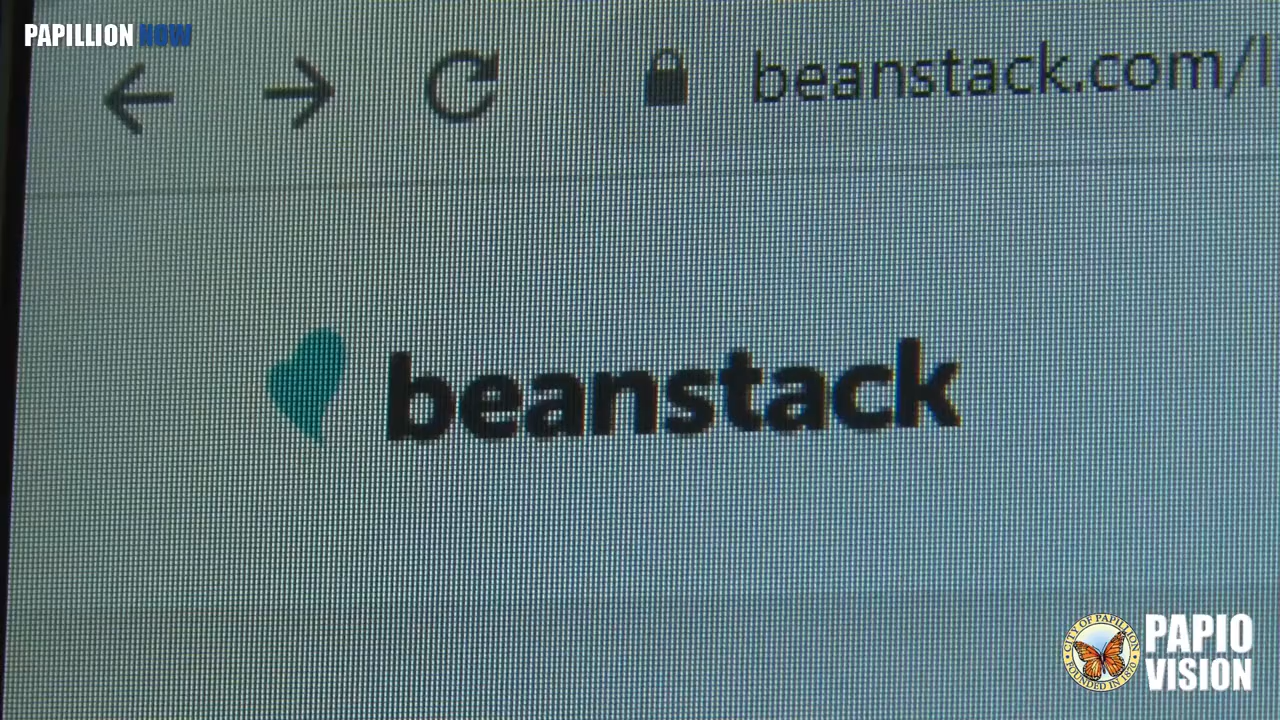 PAPILLION NOW
beanstack.com/l
beanstack
CITY OF PAPILLION
FOUNDED IN 1870
PAPIO
VISION